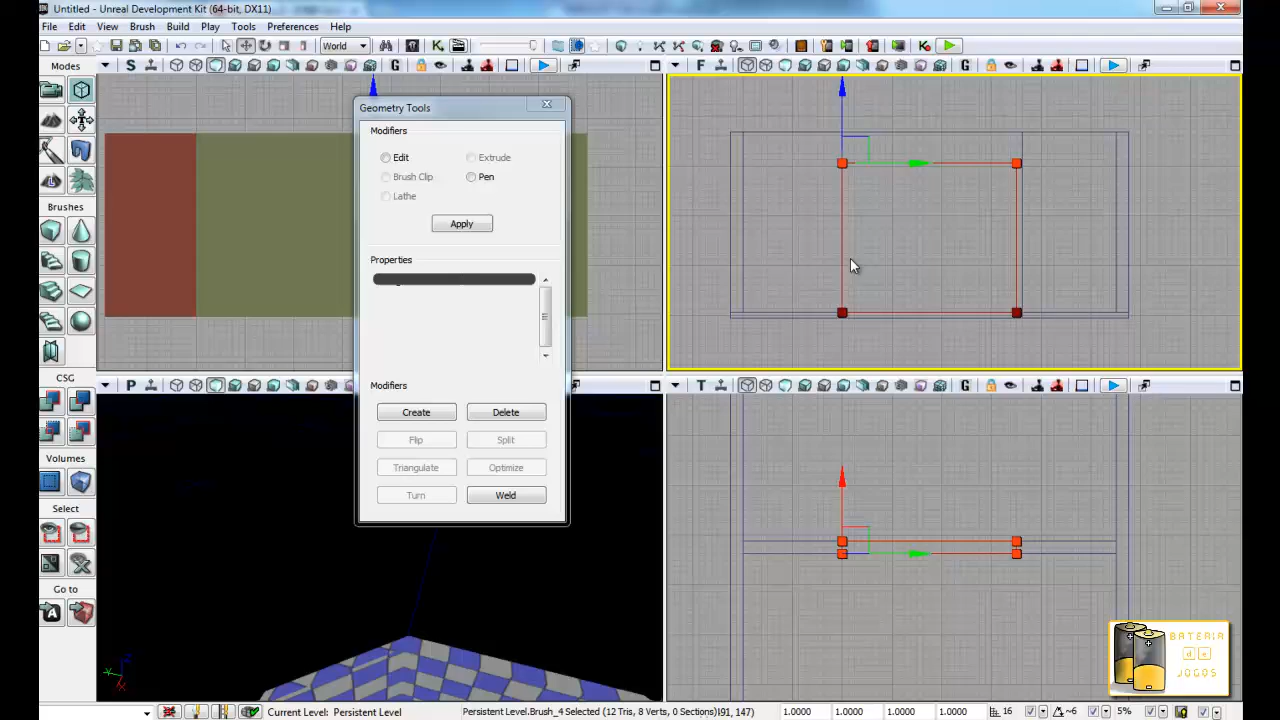 Untitled - Unreal Development Kit (64-bit, DX11)
File Edit View Brush Build Play Tools Preferences Help
World
Modes
S G
F G
Geometry Tools
Modifiers
Edit Extrude
Brush Clip Pen
Lathe
Apply
Brushes
Properties
CSG
P
T G
Modifiers
Create Delete
Flip Split
Triangulate Optimize
Turn Weld
Volumes
Select
Go to
BATERIA
de
JOGOS
Current Level: Persistent Level Persistent Level.Brush_4 Selected (12 Tris, 8 Verts, 0 Sections) 1.0000 1.0000 1.0000 1.0000 16 ~6 5%